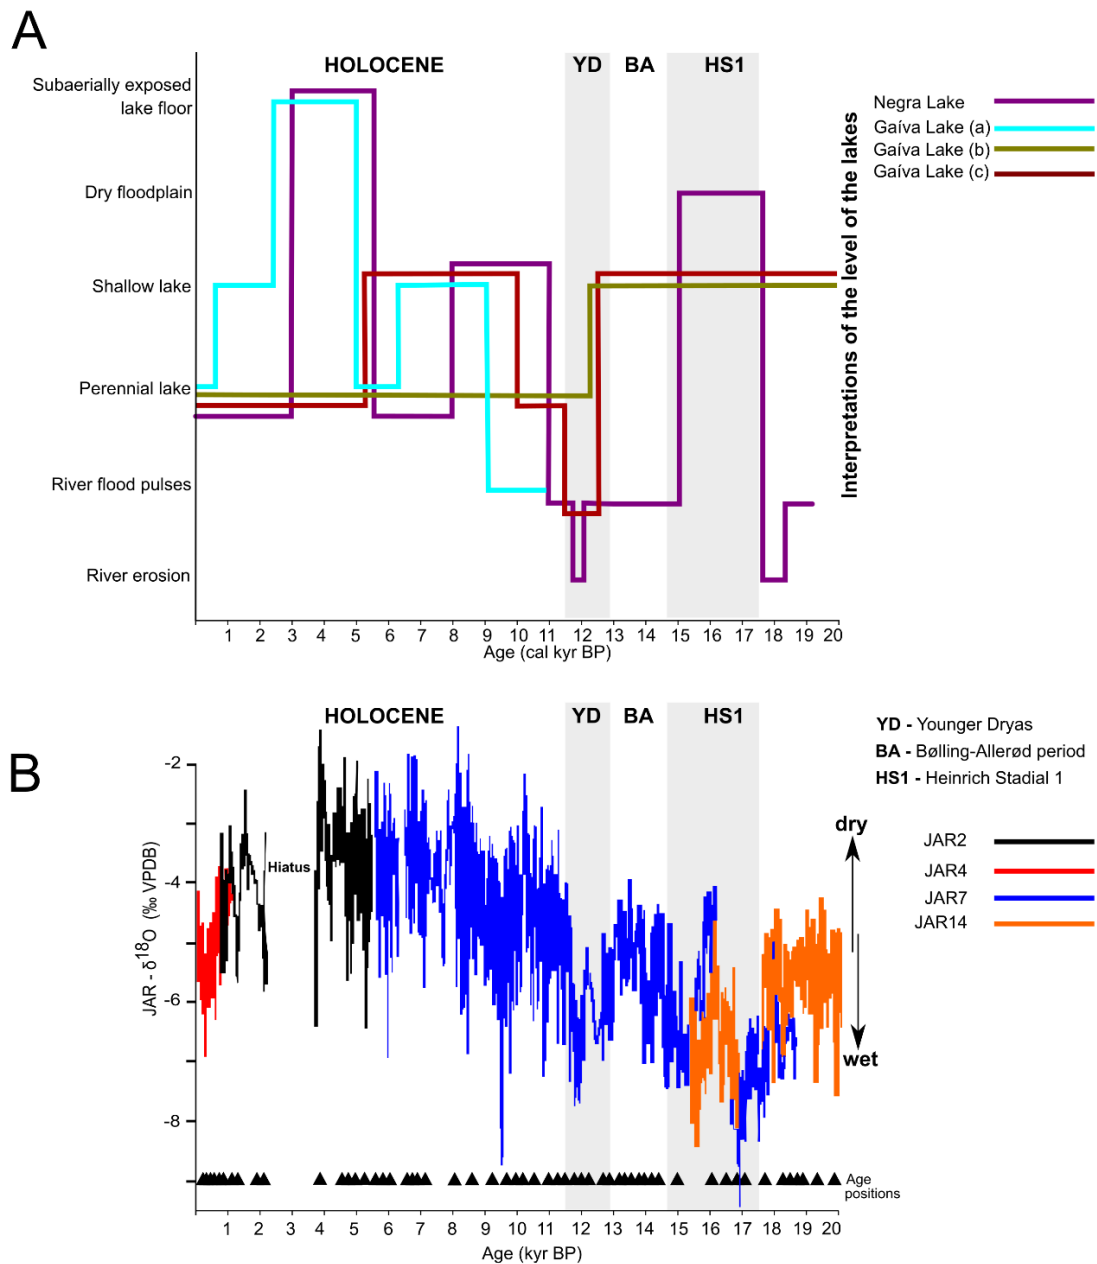 A
HOLOCENE
YD
BA
HS1
Subaerially exposed
lake floor
Dry floodplain
Shallow lake
Perennial lake
River flood pulses
River erosion
Interpretations of the level of the lakes
Negra Lake
Gaíva Lake (a)
Gaíva Lake (b)
Gaíva Lake (c)
1 2 3 4 5 6 7 8 9 10 11 12 13 14 15 16 17 18 19 20
Age (cal kyr BP)
B
HOLOCENE
YD
BA
HS1
YD - Younger Dryas
BA - Bølling-Allerød period
HS1 - Heinrich Stadial 1
-2
-4
-6
-8
JAR - δ18O (‰ VPDB)
Hiatus
dry
wet
JAR2
JAR4
JAR7
JAR14
Age
positions
1 2 3 4 5 6 7 8 9 10 11 12 13 14 15 16 17 18 19 20
Age (kyr BP)